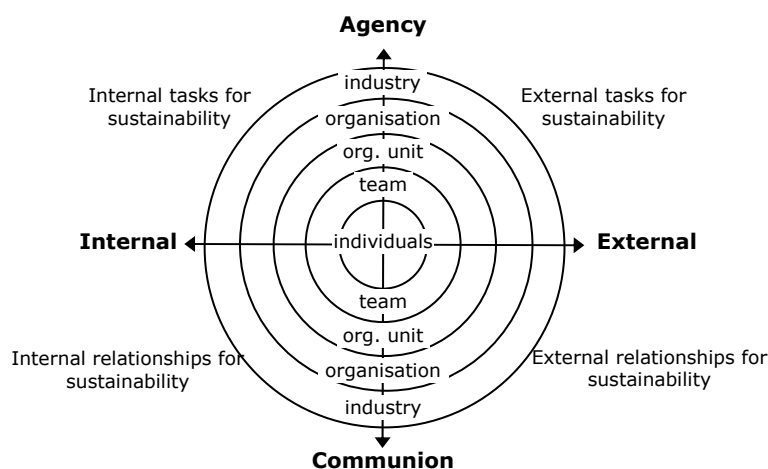 Agency
industry
Internal tasks for
sustainability
External tasks for
sustainability
organisation
org. unit
team
Internal
individuals
External
team
org. unit
Internal relationships for
sustainability
External relationships for
sustainability
organisation
industry
Communion